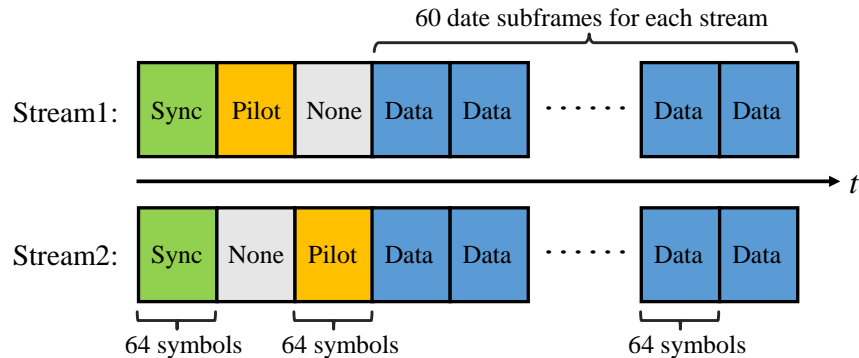 60 date subframes for each stream
Stream1: Sync Pilot None Data Data ...... Data Data
t
Stream2: Sync None Pilot Data Data ...... Data Data
64 symbols 64 symbols 64 symbols